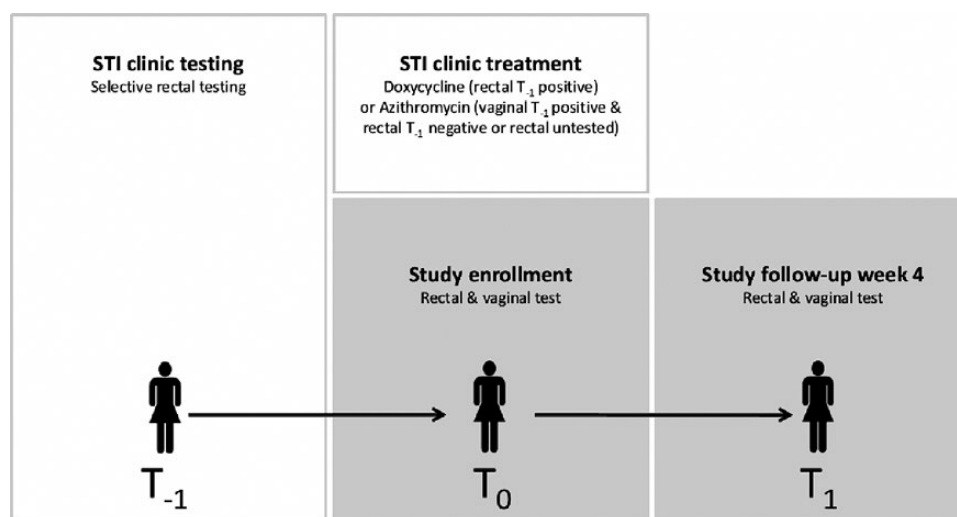 STI clinic testing
Selective rectal testing
STI clinic treatment
Doxycycline (rectal T-1 positive)
or Azithromycin (vaginal T-1 positive &
rectal T-1 negative or rectal untested)
Study enrollment
Rectal & vaginal test
Study follow-up week 4
Rectal & vaginal test
T-1
T0
T1